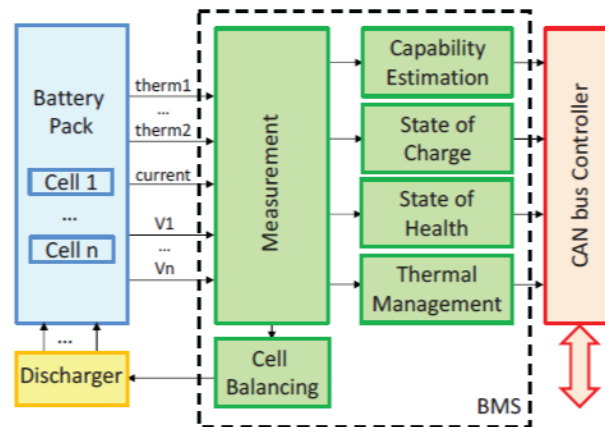 Battery
Pack
Cell 1
...
Cell n
therm1
...
therm2
current
V1
...
Vn
...
Discharger
Measurement
Cell
Balancing
Capability
Estimation
State of
Charge
State of
Health
Thermal
Management
BMS
CAN bus Controller